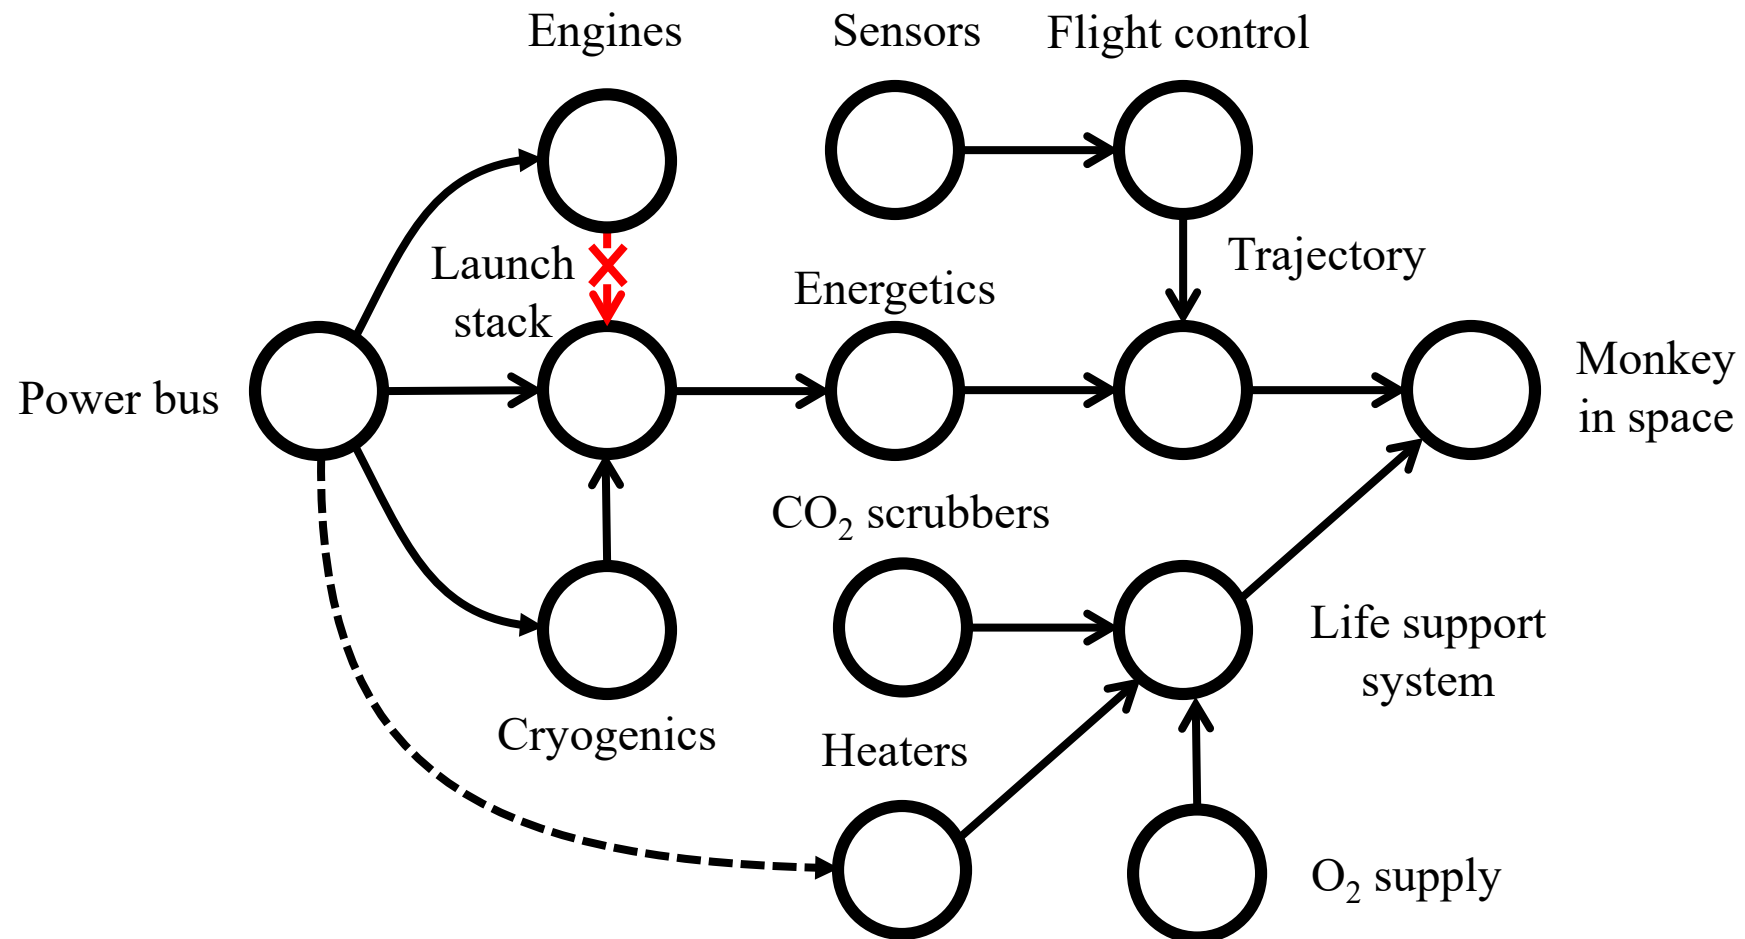 Engines
Sensors
Flight control
Launch
stack
Trajectory
Energetics
Power bus
Monkey
in space
CO₂ scrubbers
Life support
system
Cryogenics
Heaters
O₂ supply